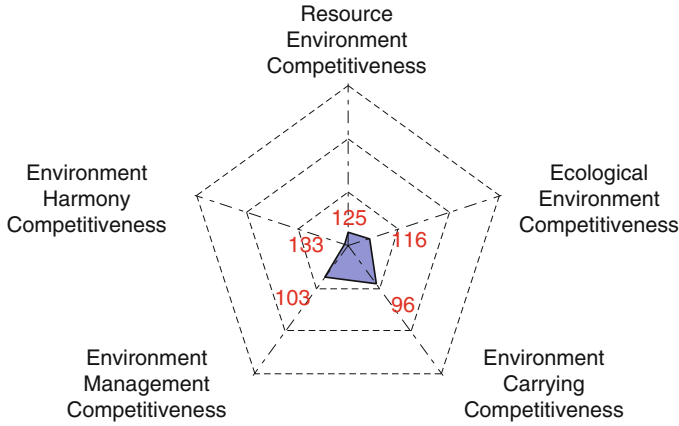 Resource
Environment
Competitiveness
Environment
Harmony
Competitiveness
Ecological
Environment
Competitiveness
125
133
116
103
96
Environment
Management
Competitiveness
Environment
Carrying
Competitiveness